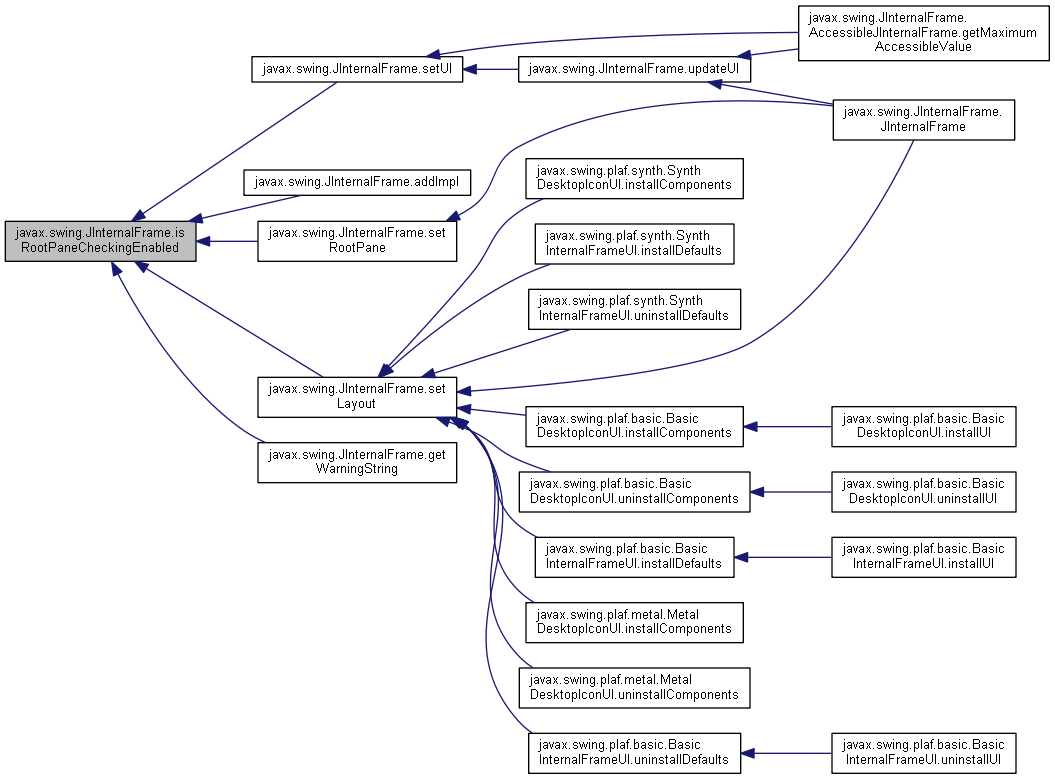 javax.swing.JInternalFrame.
AccessibleJInternalFrame.getMaximum
AccessibleValue
javax.swing.JInternalFrame.setUI
javax.swing.JInternalFrame.updateUI
javax.swing.JInternalFrame.
JInternalFrame
javax.swing.plaf.synth.Synth
DesktopIconUI.installComponents
javax.swing.JInternalFrame.addImpl
javax.swing.JInternalFrame.is
RootPaneCheckingEnabled
javax.swing.JInternalFrame.set
RootPane
javax.swing.plaf.synth.Synth
InternalFrameUI.installDefaults
javax.swing.plaf.synth.Synth
InternalFrameUI.uninstallDefaults
javax.swing.JInternalFrame.set
Layout
javax.swing.plaf.basic.Basic
DesktopIconUI.installComponents
javax.swing.plaf.basic.Basic
DesktopIconUI.installUI
javax.swing.JInternalFrame.get
WarningString
javax.swing.plaf.basic.Basic
DesktopIconUI.uninstallComponents
javax.swing.plaf.basic.Basic
DesktopIconUI.uninstallUI
javax.swing.plaf.basic.Basic
InternalFrameUI.installDefaults
javax.swing.plaf.basic.Basic
InternalFrameUI.installUI
javax.swing.plaf.metal.Metal
DesktopIconUI.installComponents
javax.swing.plaf.metal.Metal
DesktopIconUI.uninstallComponents
javax.swing.plaf.basic.Basic
InternalFrameUI.uninstallDefaults
javax.swing.plaf.basic.Basic
InternalFrameUI.uninstallUI